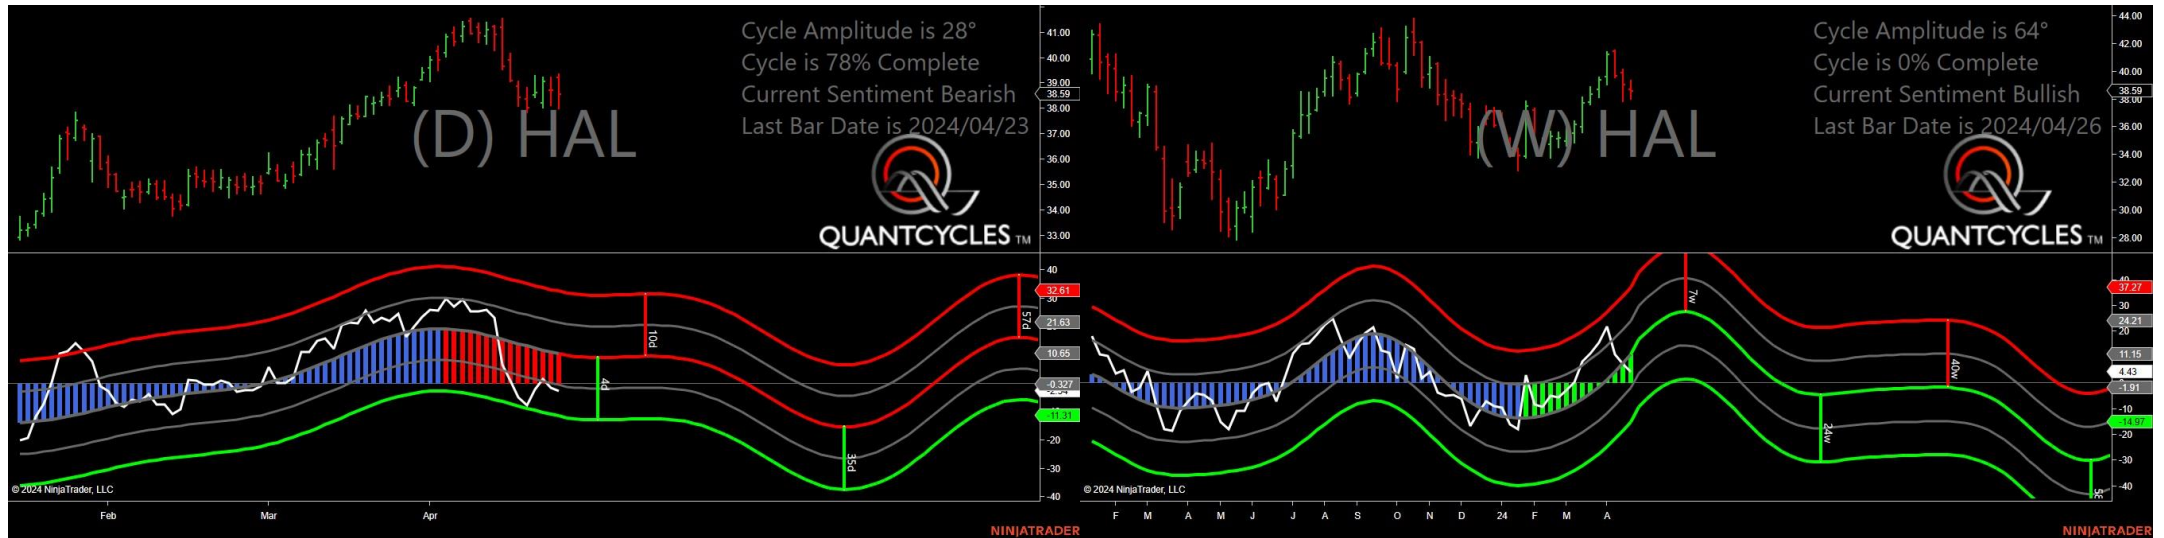 Cycle Amplitude is 28°
Cycle is 78% Complete
Current Sentiment Bearish
Last Bar Date is 2024/04/23
(D) HAL
QUANTCYCLES TM
41.00
40.00
39.00
38.59
38.00
37.00
36.00
35.00
34.00
33.00
40
32.61
30
21.63
10.65
-0.327
-11.31
-20
-30
-40
10d
4d
35d
57d
© 2024 NinjaTrader, LLC
Feb Mar Apr
NINJATRADER
Cycle Amplitude is 64°
Cycle is 0% Complete
Current Sentiment Bullish
Last Bar Date is 2024/04/26
(W) HAL
QUANTCYCLES TM
44.00
42.00
40.00
38.59
38.00
36.00
34.00
32.00
30.00
28.00
40
37.27
30
24.21
20
11.15
4.43
-1.91
-10
-14.97
-20
-30
-40
7w
24w
40w
© 2024 NinjaTrader, LLC
F M A M J J A S O N D 24 F M A
NINJATRADER